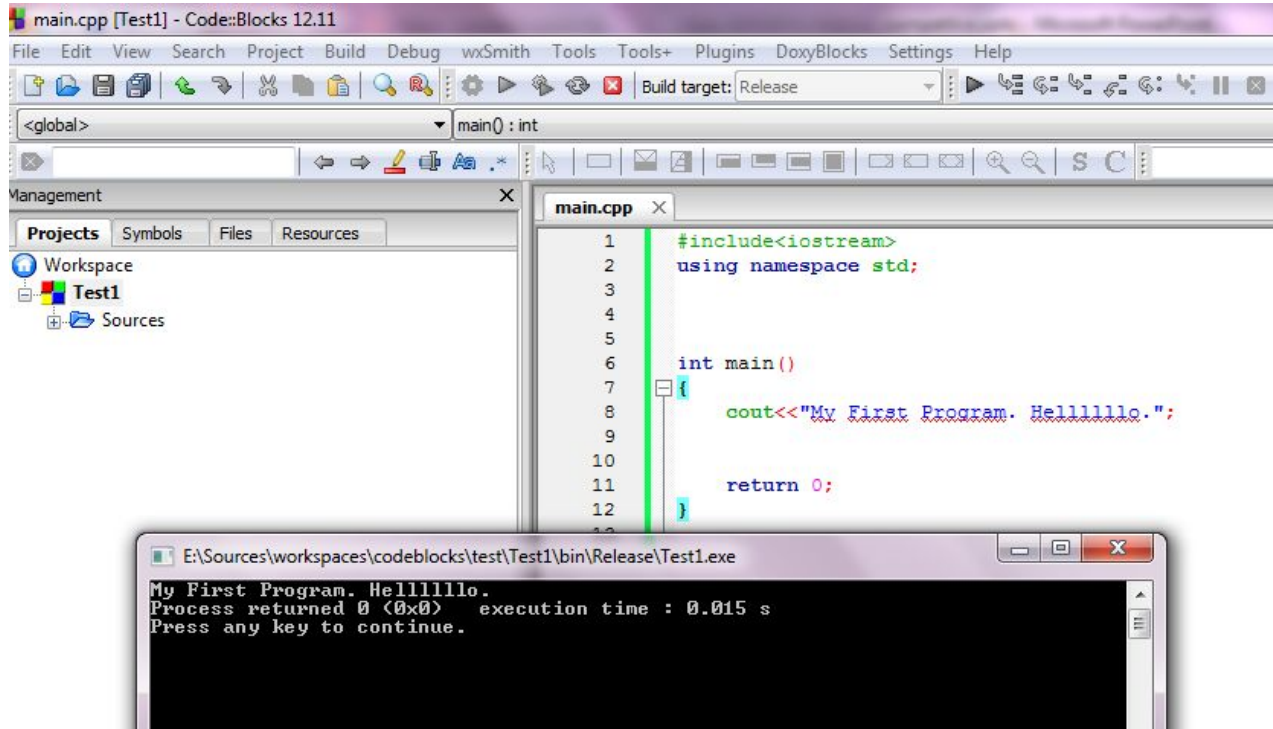 main.cpp [Test1] - Code::Blocks 12.11
File Edit View Search Project Build Debug wxSmith Tools Tools+ Plugins DoxyBlocks Settings Help
Build target: Release
<global> main() : int
S C
Management
main.cpp
Projects Symbols Files Resources
Workspace
Test1
Sources
1 #include<iostream>
2 using namespace std;
3
4
5
6 int main()
7 {
8 cout<<"My First Program. Hellllllo.";
9
10
11 return 0;
12 }
E:\Sources\workspaces\codeblocks\test\Test1\bin\Release\Test1.exe
My First Program. Hellllllo.
Process returned 0 (0x0) execution time : 0.015 s
Press any key to continue.